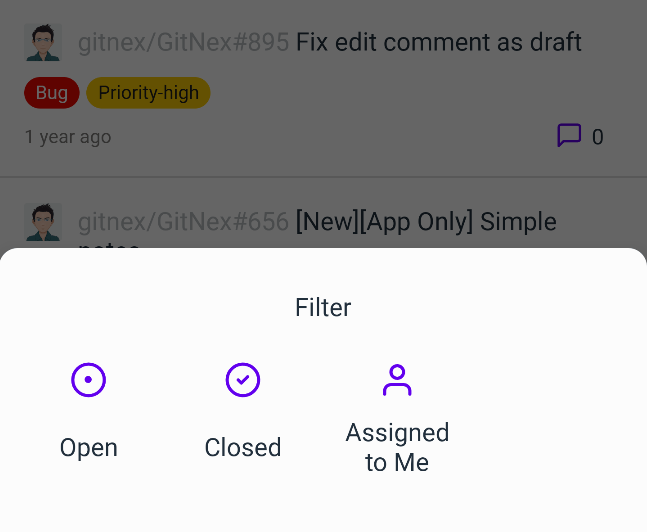 gitnex/GitNex#895 Fix edit comment as draft
Bug Priority-high
1 year ago 0
gitnex/GitNex#656 [New][App Only] Simple
notes
Filter
Open Closed Assigned
to Me